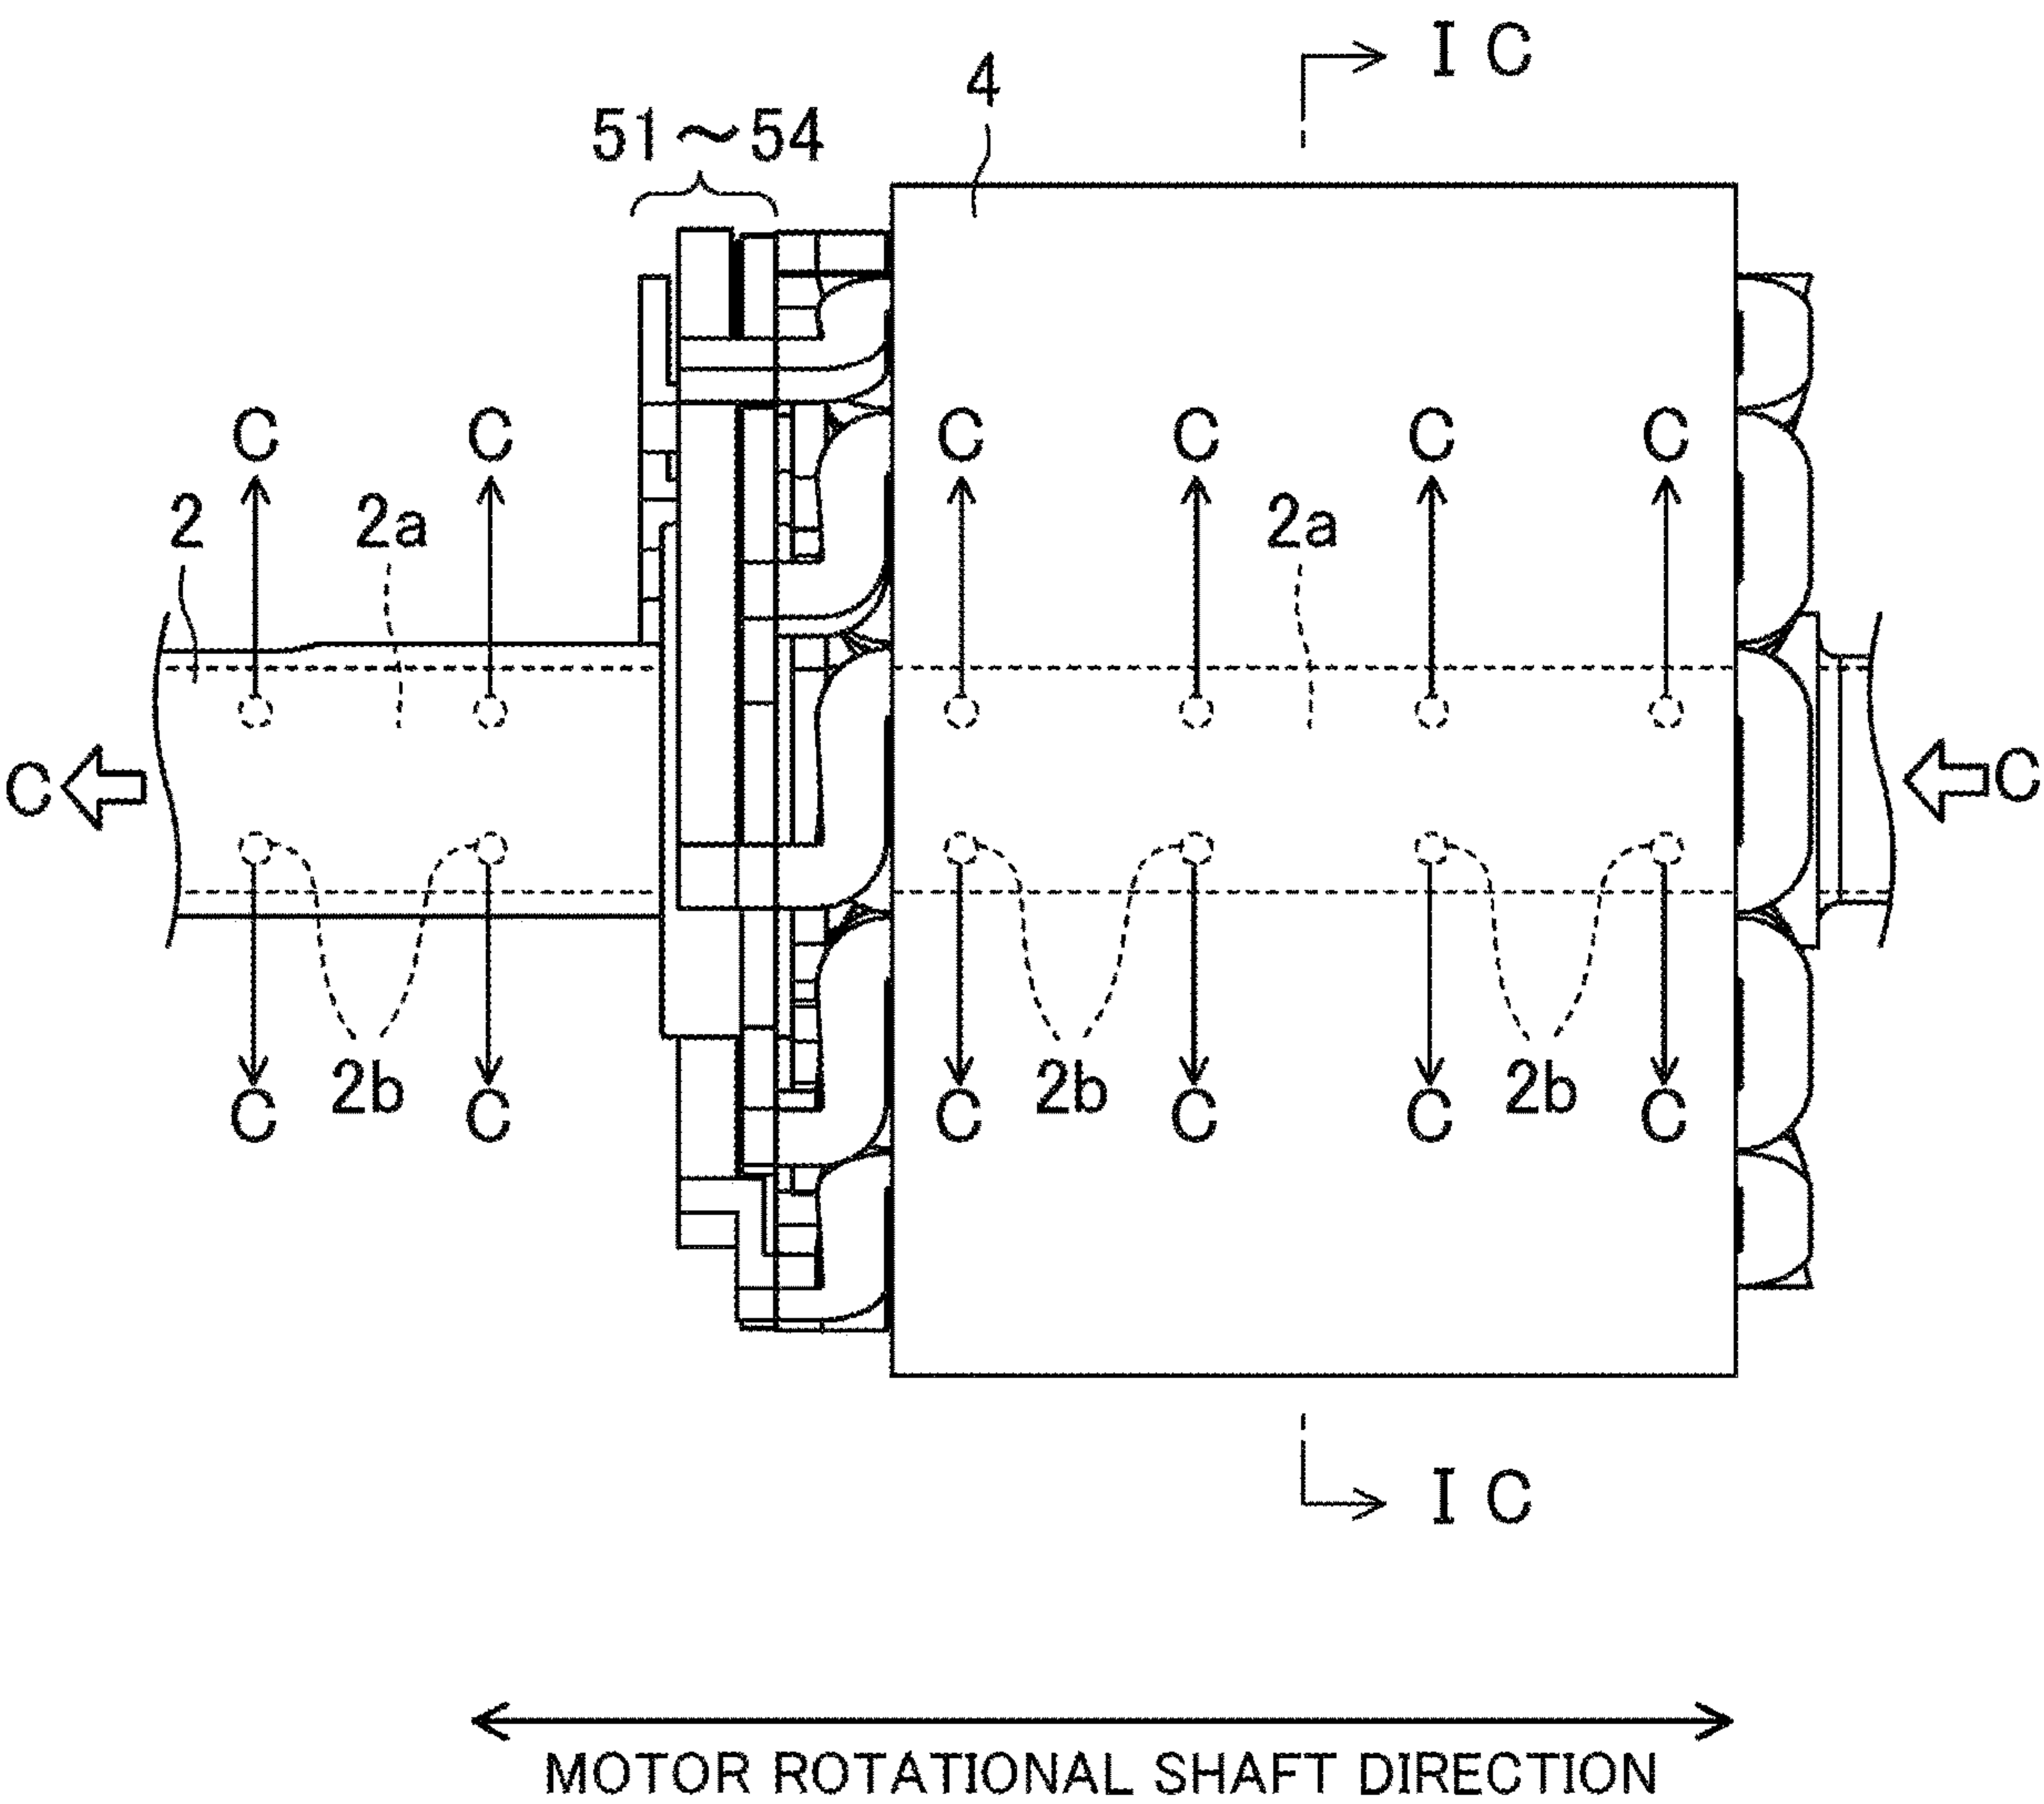 I C
4
51～54
C C C C C C
2 2a 2a
C C
2b 2b 2b
C C C C C C
I C
MOTOR ROTATIONAL SHAFT DIRECTION